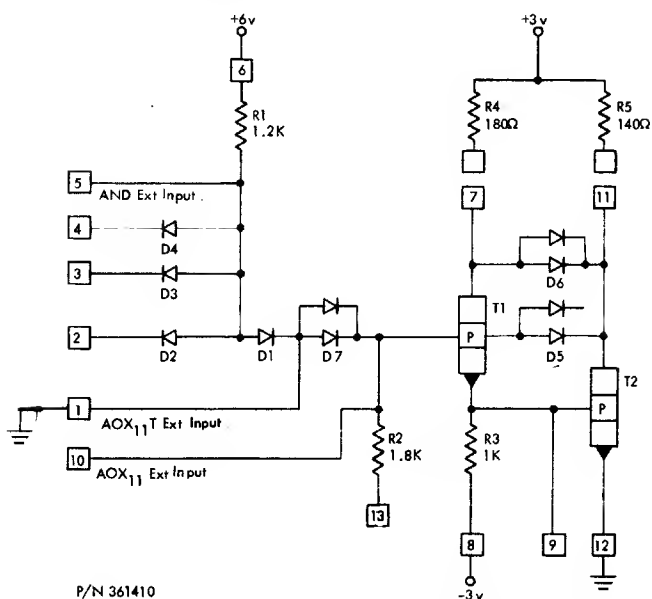 +6v
+3v
6
R1
1.2K
R4
180Ω
R5
140Ω
5
AND Ext Input
7
11
4
D4
3
D3
D6
T1
2
D2
D1
D7
P
D5
T2
1
AOX₁₁T Ext Input
P
10
AOX₁₁ Ext Input
R2
1.8K
R3
1K
13
8
9
12
P/N 361410
-3v